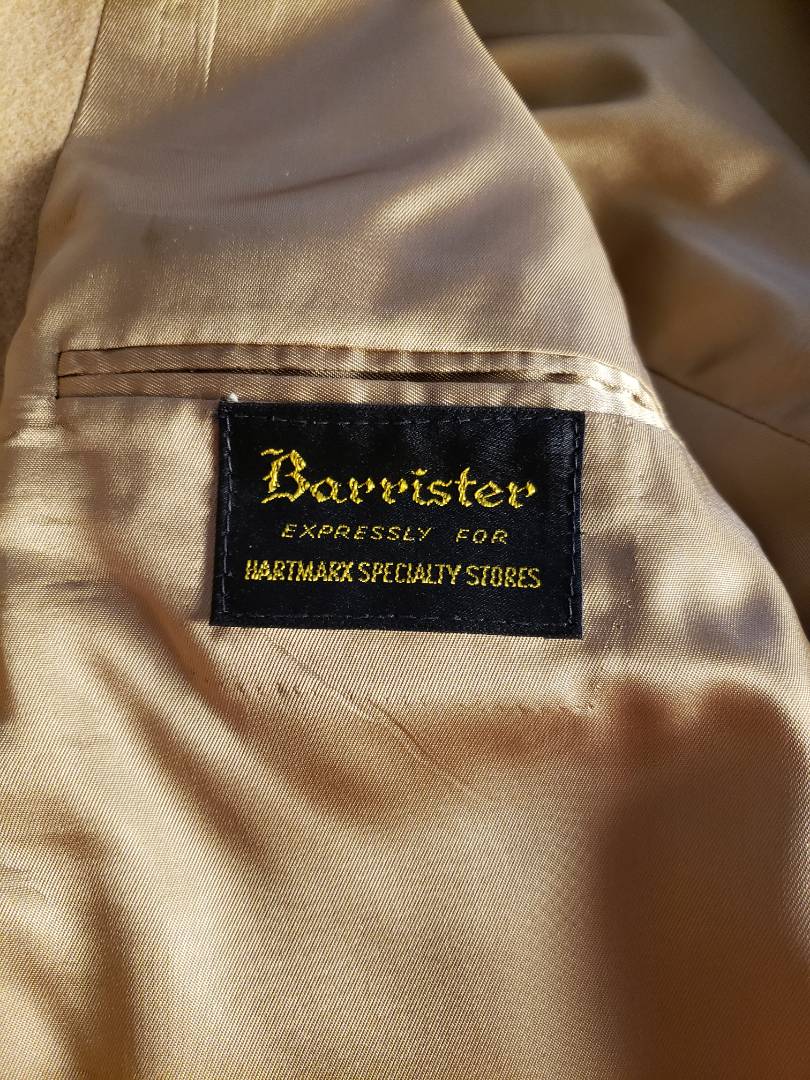 Barrister
EXPRESSLY FOR
HARTMARX SPECIALTY STORES